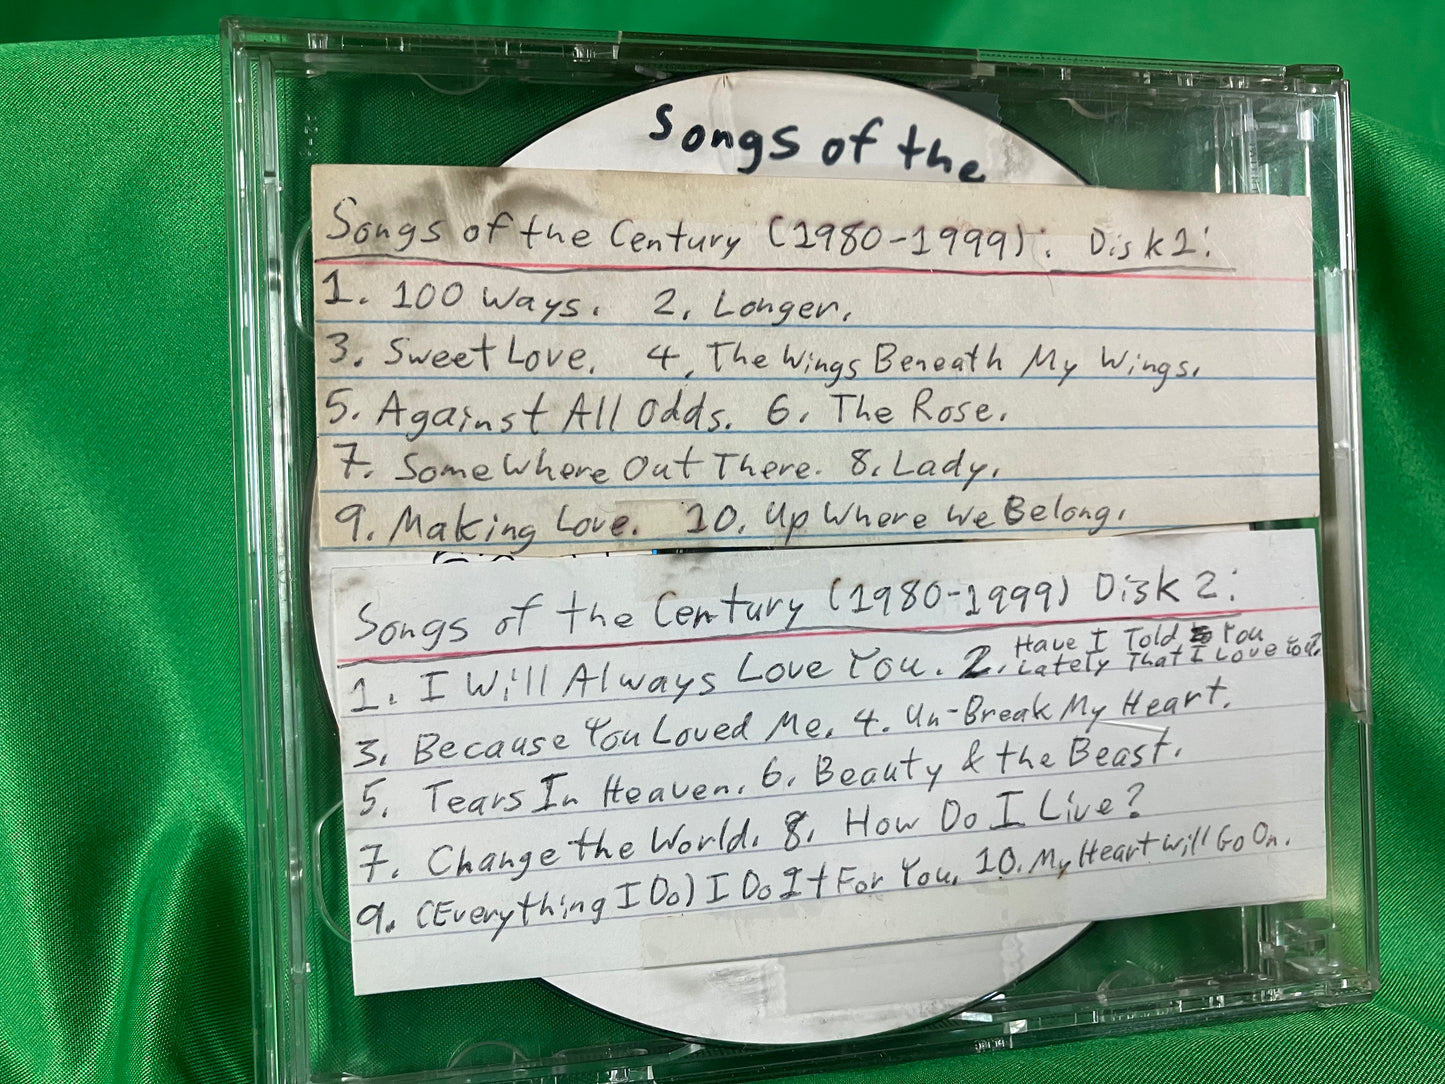 Songs of the
Songs of the Century (1980-1999): Disk 1:
1. 100 Ways. 2. Longer.
3. Sweet Love. 4. The Wings Beneath My Wings.
5. Against All Odds. 6. The Rose.
7. Somewhere Out There. 8. Lady.
9. Making Love. 10. Up Where We Belong.
Songs of the Century (1980-1999) Disk 2:
1. I Will Always Love You. 2. Have I Told You
Lately That I Love You?
3. Because You Loved Me. 4. Un-Break My Heart.
5. Tears In Heaven. 6. Beauty & the Beast.
7. Change the World. 8. How Do I Live?
9. (Everything I Do) I Do It For You. 10. My Heart Will Go On.